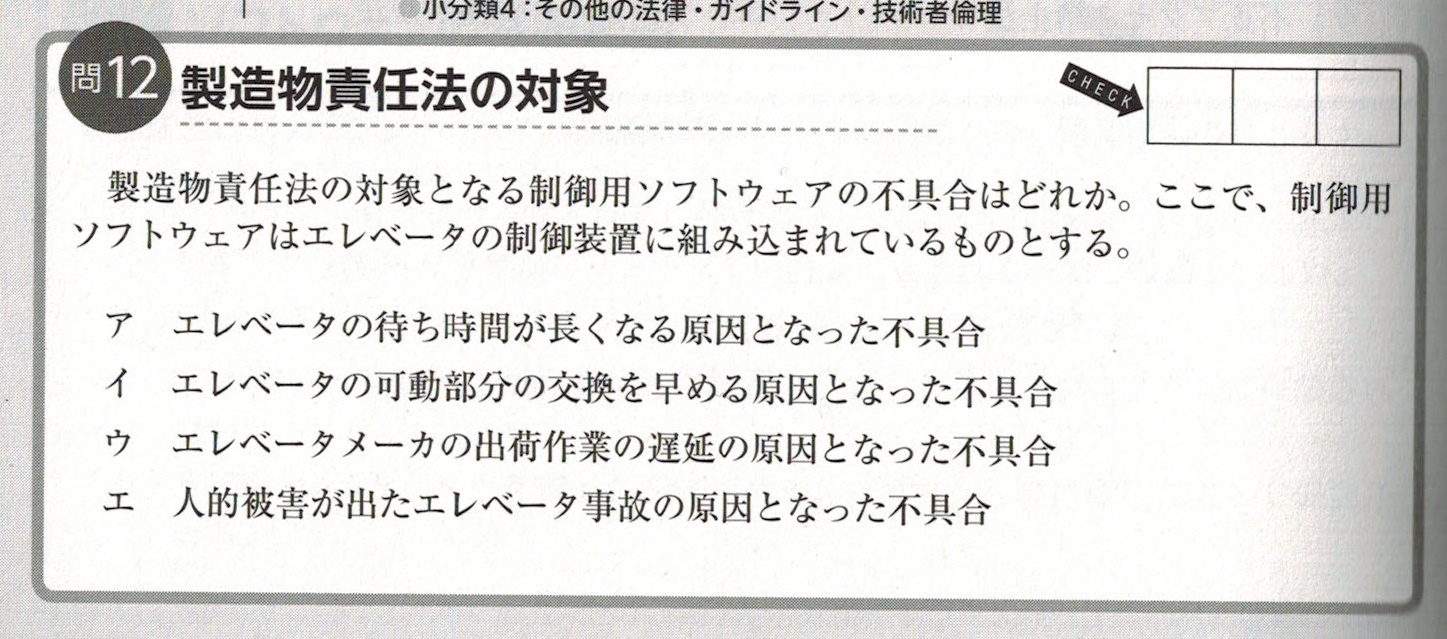 ●小分類4:その他の法律・ガイドライン・技術者倫理
問12 製造物責任法の対象
CHECK
製造物責任法の対象となる制御用ソフトウェアの不具合はどれか。ここで、制御用
ソフトウェアはエレベータの制御装置に組み込まれているものとする。
ア エレベータの待ち時間が長くなる原因となった不具合
イ エレベータの可動部分の交換を早める原因となった不具合
ウ エレベータメーカの出荷作業の遅延の原因となった不具合
エ 人的被害が出たエレベータ事故の原因となった不具合